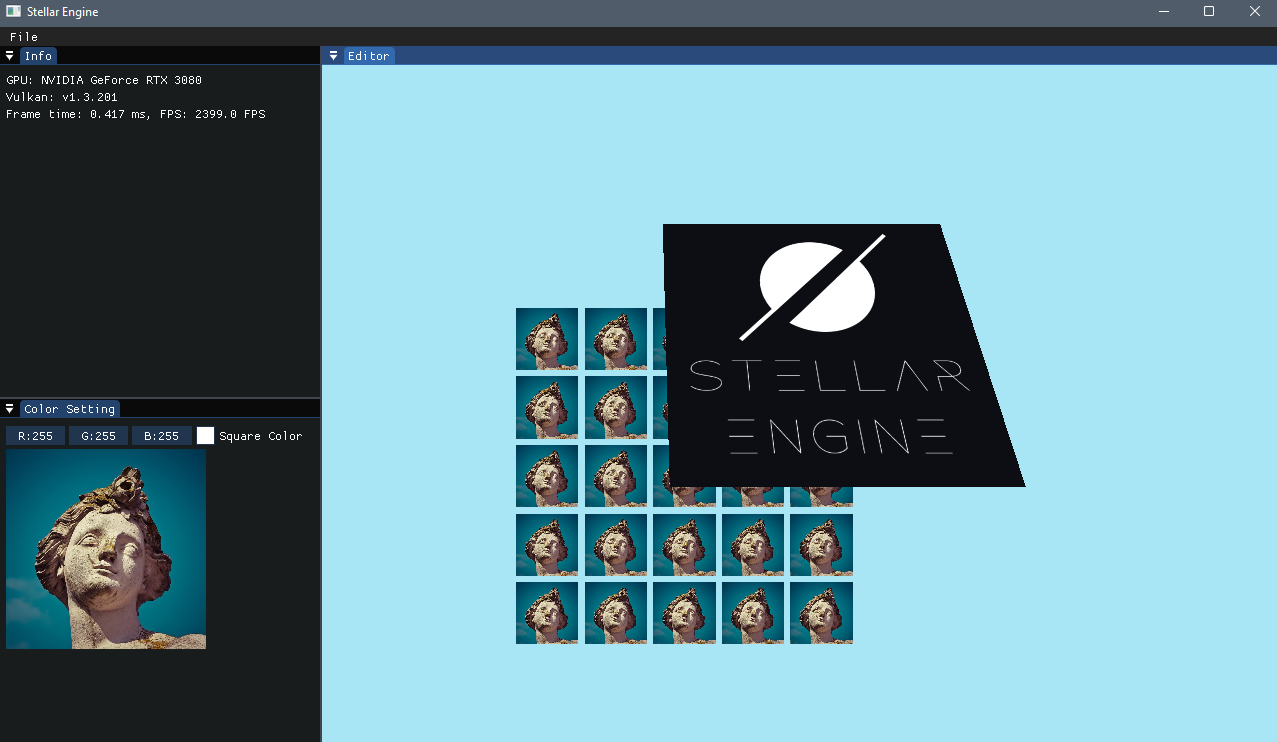 Stellar Engine
File
Info
GPU: NVIDIA GeForce RTX 3080
Vulkan: v1.3.201
Frame time: 0.417 ms, FPS: 2399.0 FPS
Color Setting
R:255 G:255 B:255 Square Color
Editor
STELLAR
ENGINE